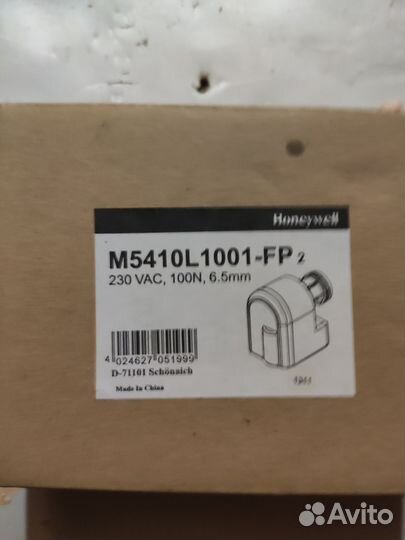 Honeywell
M5410L1001-FP 2
230 VAC, 100N, 6.5mm
4 024627 051999
D-71101 Schönaich
Made In China
Avito